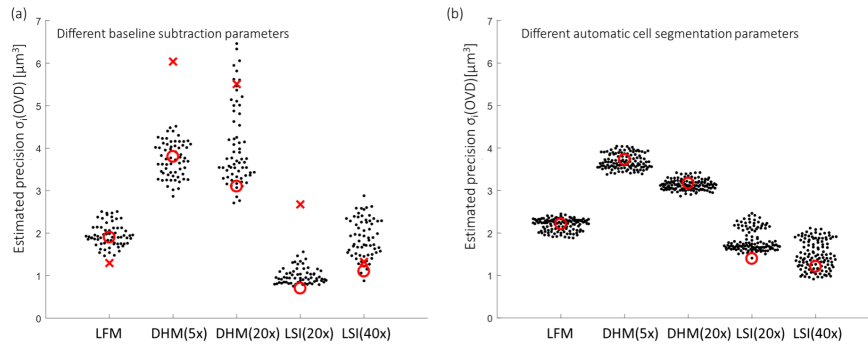 (a)
Different baseline subtraction parameters
Estimated precision σᵢ(OVD) [µm³]
7
6
5
4
3
2
1
0
LFM DHM(5x) DHM(20x) LSI(20x) LSI(40x)
(b)
Different automatic cell segmentation parameters
Estimated precision σᵢ(OVD)[µm³]
7
6
5
4
3
2
1
0
LFM DHM(5x) DHM(20x) LSI(20x) LSI(40x)